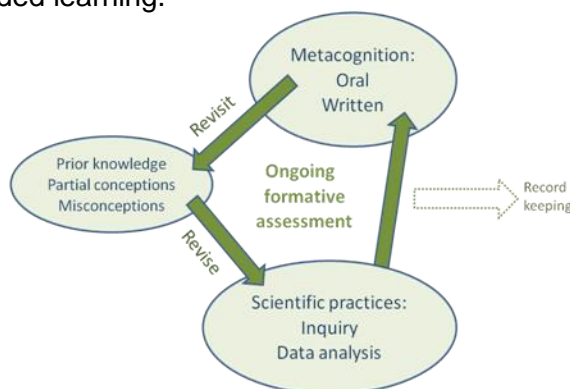 ded learning.
Metacognition:
Oral
Written
Revisit
Prior knowledge
Partial conceptions
Misconceptions
Ongoing
formative
assessment
Record
keeping
Revise
Scientific practices:
Inquiry
Data analysis